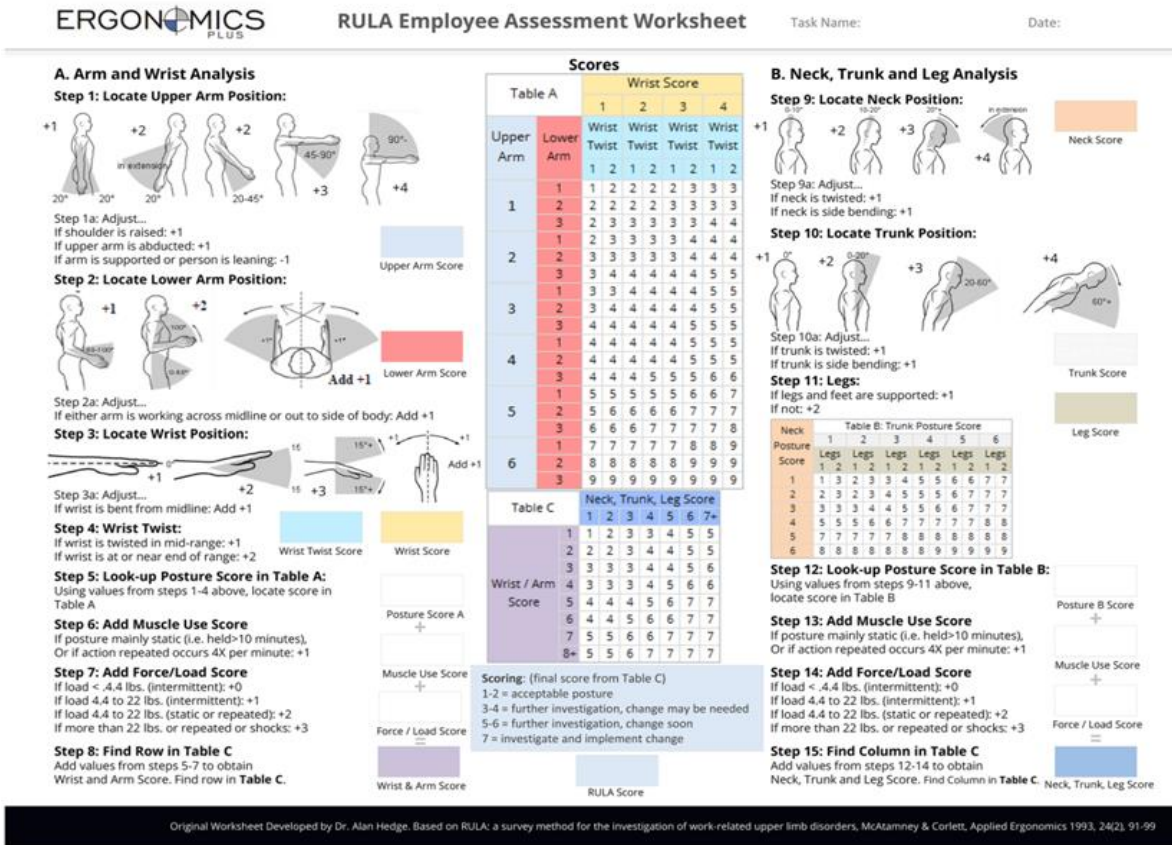 ERGONOMICS
PLUS
RULA Employee Assessment Worksheet
Task Name:
Date:
A. Arm and Wrist Analysis
Step 1: Locate Upper Arm Position:
+1
+2
+2
in extension
45-90°
90°-
20°
20°
20°
20-45°
+3
+4
Step 1a: Adjust...
If shoulder is raised: +1
If upper arm is abducted: +1
If arm is supported or person is leaning: -1
Upper Arm Score
Step 2: Locate Lower Arm Position:
+1
+2
100°
+1°
+1°
Add +1
Lower Arm Score
Step 2a: Adjust...
If either arm is working across midline or out to side of body: Add +1
Step 3: Locate Wrist Position:
+1
15
+2
15
15°+
+3
15°+
+1
+1
Add +1
Step 3a: Adjust...
If wrist is bent from midline: Add +1
Step 4: Wrist Twist:
If wrist is twisted in mid-range: +1
If wrist is at or near end of range: +2
Wrist Twist Score
Wrist Score
Step 5: Look-up Posture Score in Table A:
Using values from steps 1-4 above, locate score in
Table A
Posture Score A
+
Step 6: Add Muscle Use Score
If posture mainly static (i.e. held>10 minutes),
Or if action repeated occurs 4X per minute: +1
Muscle Use Score
+
Step 7: Add Force/Load Score
If load < .4.4 lbs. (intermittent): +0
If load 4.4 to 22 lbs. (intermittent): +1
If load 4.4 to 22 lbs. (static or repeated): +2
If more than 22 lbs. or repeated or shocks: +3
Force / Load Score
=
Step 8: Find Row in Table C
Add values from steps 5-7 to obtain
Wrist and Arm Score. Find row in Table C.
Wrist & Arm Score
Scores
Table A
Wrist Score
1 2 3 4
Upper Arm
Lower Arm
Wrist Twist Wrist Twist Wrist Twist Wrist Twist
1 2 1 2 1 2 1 2
1
1 1 2 2 2 2 3 3 3
2 2 2 2 2 3 3 3 3
3 2 3 3 3 3 3 4 4
2
1 2 3 3 3 3 4 4 4
2 3 3 3 3 3 4 4 4
3 3 4 4 4 4 4 5 5
3
1 3 3 4 4 4 4 5 5
2 3 4 4 4 4 4 5 5
3 4 4 4 4 4 5 5 5
4
1 4 4 4 4 4 5 5 5
2 4 4 4 4 4 5 5 5
3 4 4 4 5 5 5 6 6
5
1 5 5 5 5 5 6 6 7
2 5 6 6 6 6 7 7 7
3 6 6 6 7 7 7 7 8
6
1 7 7 7 7 7 8 8 9
2 8 8 8 8 8 9 9 9
3 9 9 9 9 9 9 9 9
Table C
Neck, Trunk, Leg Score
1 2 3 4 5 6 7+
Wrist / Arm Score
1 1 2 3 3 4 5 5
2 2 2 3 4 4 5 5
3 3 3 3 4 4 5 6
4 3 3 3 4 5 6 6
5 4 4 4 5 6 7 7
6 4 4 5 6 6 7 7
7 5 5 6 6 7 7 7
8+ 5 5 6 7 7 7 7
Scoring: (final score from Table C)
1-2 = acceptable posture
3-4 = further investigation, change may be needed
5-6 = further investigation, change soon
7 = investigate and implement change
RULA Score
B. Neck, Trunk and Leg Analysis
Step 9: Locate Neck Position:
0-10°
10-20°
20°+
in extension
+1
+2
+3
+4
Neck Score
Step 9a: Adjust...
If neck is twisted: +1
If neck is side bending: +1
Step 10: Locate Trunk Position:
+1
0°
+2
0-20°
+3
20-60°
+4
60°+
Step 10a: Adjust...
If trunk is twisted: +1
If trunk is side bending: +1
Trunk Score
Step 11: Legs:
If legs and feet are supported: +1
If not: +2
Leg Score
Neck Posture Score
Table B: Trunk Posture Score
1 2 3 4 5 6
Legs Legs Legs Legs Legs Legs
1 2 1 2 1 2 1 2 1 2 1 2
1 1 3 2 3 3 4 5 5 6 6 7 7
2 2 3 2 3 4 5 5 5 6 7 7 7
3 3 3 3 4 4 5 5 6 6 7 7 7
4 5 5 5 6 6 7 7 7 7 7 8 8
5 7 7 7 7 7 8 8 8 8 8 8 8
6 8 8 8 8 8 8 8 9 9 9 9 9
Step 12: Look-up Posture Score in Table B:
Using values from steps 9-11 above,
locate score in Table B
Posture B Score
+
Step 13: Add Muscle Use Score
If posture mainly static (i.e. held>10 minutes),
Or if action repeated occurs 4X per minute: +1
Muscle Use Score
+
Step 14: Add Force/Load Score
If load < .4.4 lbs. (intermittent): +0
If load 4.4 to 22 lbs. (intermittent): +1
If load 4.4 to 22 lbs. (static or repeated): +2
If more than 22 lbs. or repeated or shocks: +3
Force / Load Score
=
Step 15: Find Column in Table C
Add values from steps 12-14 to obtain
Neck, Trunk and Leg Score. Find Column in Table C.
Neck, Trunk, Leg Score
Original Worksheet Developed by Dr. Alan Hedge. Based on RULA: a survey method for the investigation of work-related upper limb disorders, McAtamney & Corlett, Applied Ergonomics 1993, 24(2), 91-99